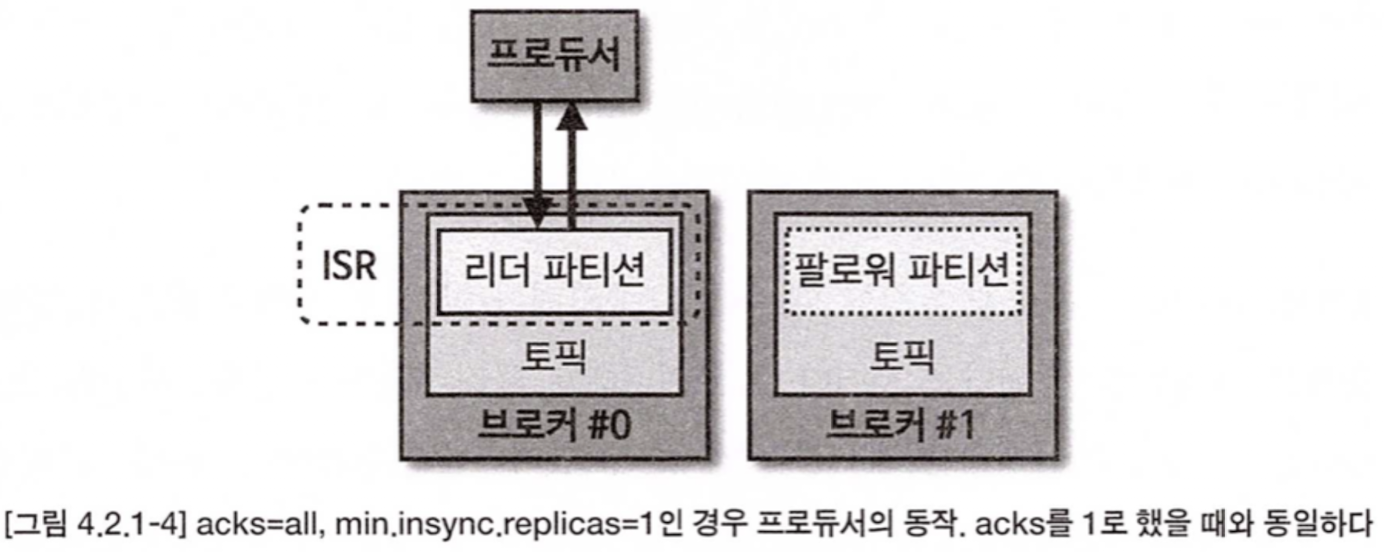 프로듀서
ISR
리더 파티션
팔로워 파티션
토픽
토픽
브로커 #0
브로커 #1
[그림 4.2.1-4] acks=all, min.insync.replicas=1인 경우 프로듀서의 동작. acks를 1로 했을 때와 동일하다